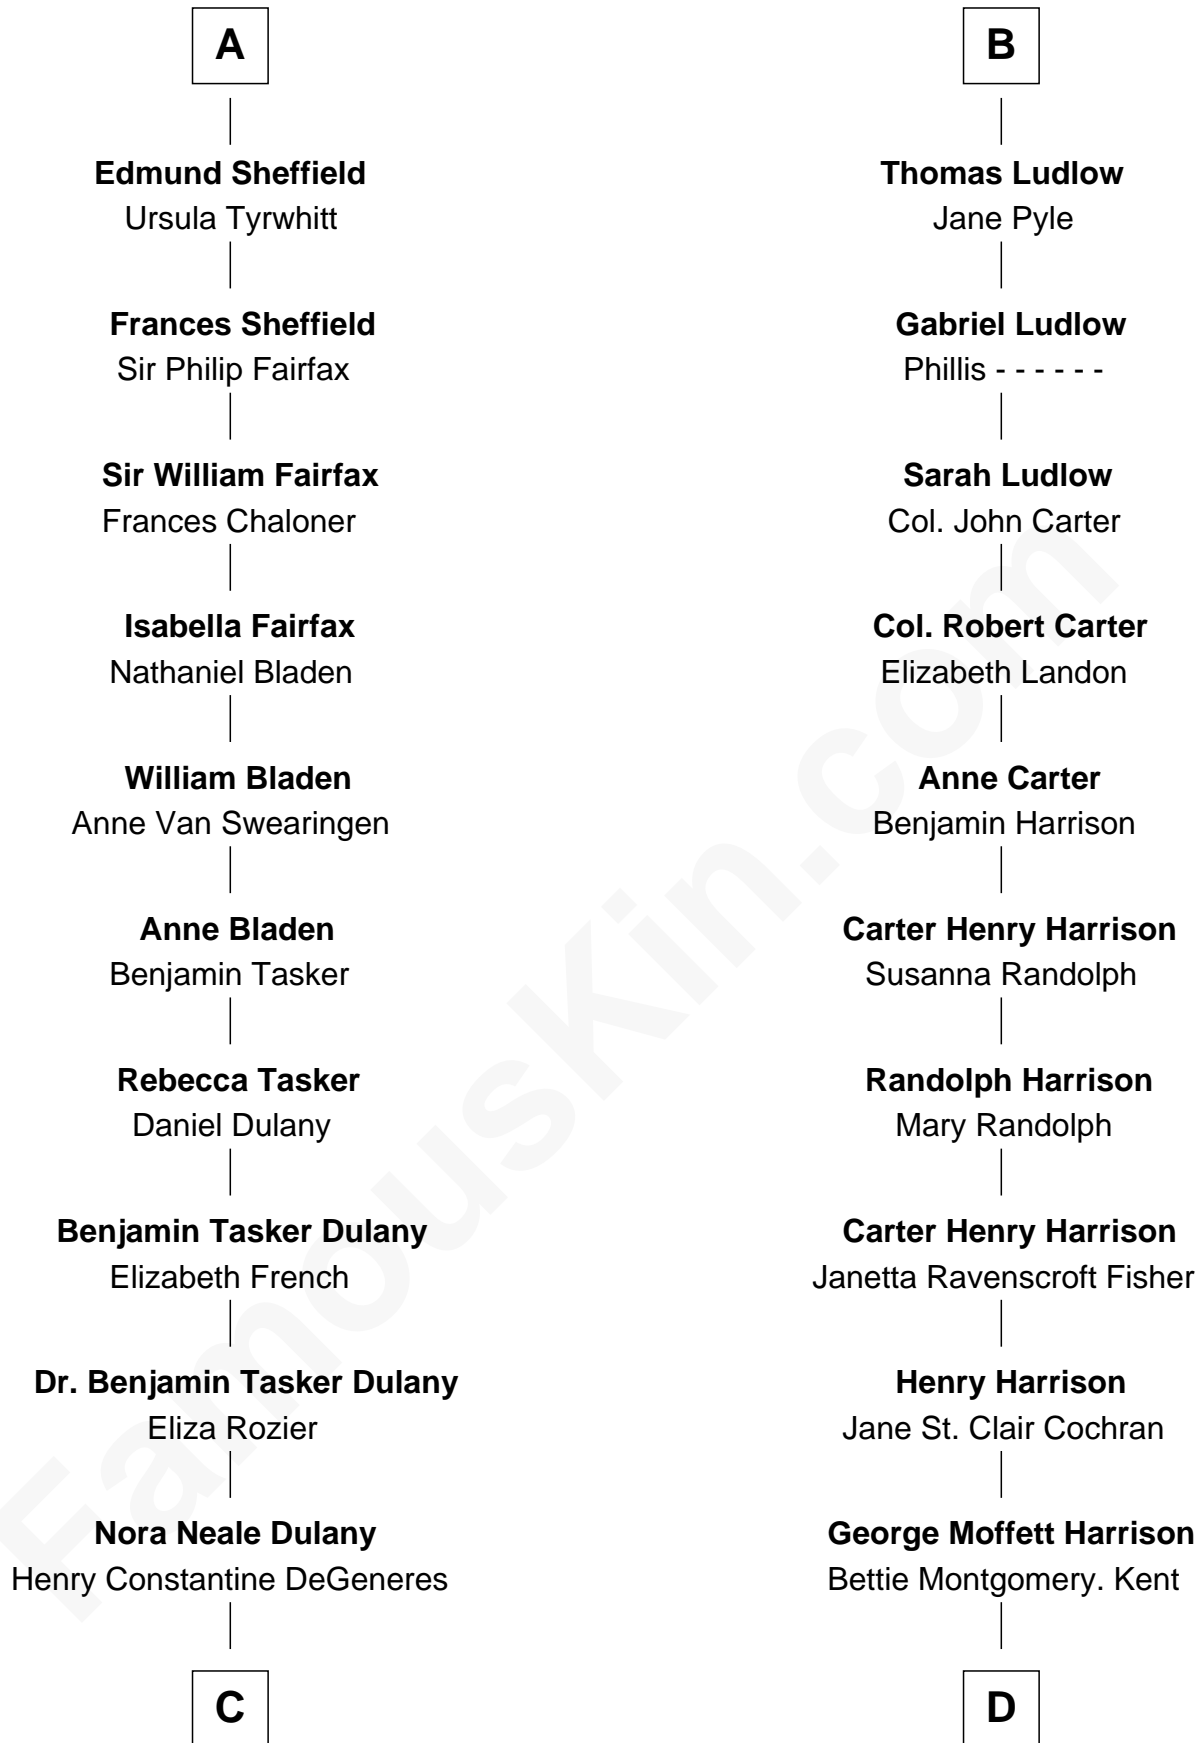 A
Edmund Sheffield
Ursula Tyrwhitt
Frances Sheffield
Sir Philip Fairfax
Sir William Fairfax
Frances Chaloner
Isabella Fairfax
Nathaniel Bladen
William Bladen
Anne Van Swearingen
Anne Bladen
Benjamin Tasker
Rebecca Tasker
Daniel Dulany
Benjamin Tasker Dulany
Elizabeth French
Dr. Benjamin Tasker Dulany
Eliza Rozier
Nora Neale Dulany
Henry Constantine DeGeneres
C
B
Thomas Ludlow
Jane Pyle
Gabriel Ludlow
Phillis - - - - - -
Sarah Ludlow
Col. John Carter
Col. Robert Carter
Elizabeth Landon
Anne Carter
Benjamin Harrison
Carter Henry Harrison
Susanna Randolph
Randolph Harrison
Mary Randolph
Carter Henry Harrison
Janetta Ravenscroft Fisher
Henry Harrison
Jane St. Clair Cochran
George Moffett Harrison
Bettie Montgomery. Kent
D
FamousKin.com